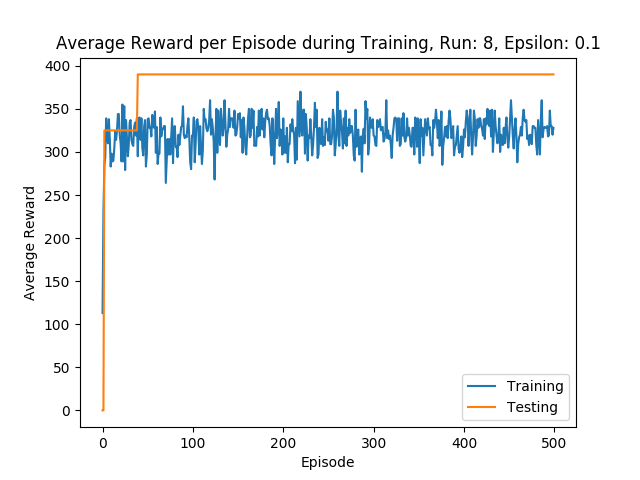 Average Reward per Episode during Training, Run: 8, Epsilon: 0.1
Average Reward
400
350
300
250
200
150
100
50
0
0 100 200 300 400 500
Episode
Training
Testing